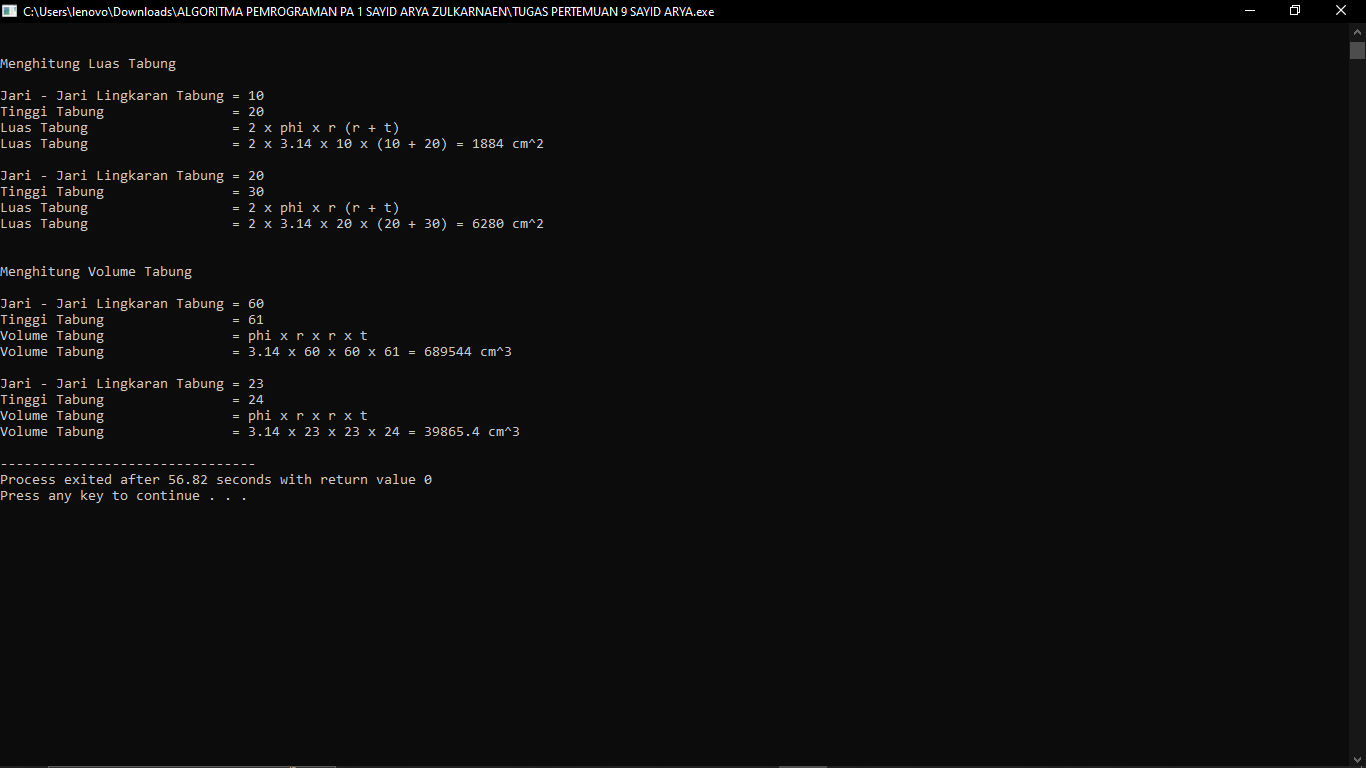 C:\Users\lenovo\Downloads\ALGORITMA PEMROGRAMAN PA 1 SAYID ARYA ZULKARNAEN\TUGAS PERTEMUAN 9 SAYID ARYA.exe
Menghitung Luas Tabung
Jari - Jari Lingkaran Tabung = 10
Tinggi Tabung                = 20
Luas Tabung                  = 2 x phi x r (r + t)
Luas Tabung                  = 2 x 3.14 x 10 x (10 + 20) = 1884 cm^2
Jari - Jari Lingkaran Tabung = 20
Tinggi Tabung                = 30
Luas Tabung                  = 2 x phi x r (r + t)
Luas Tabung                  = 2 x 3.14 x 20 x (20 + 30) = 6280 cm^2
Menghitung Volume Tabung
Jari - Jari Lingkaran Tabung = 60
Tinggi Tabung                = 61
Volume Tabung                = phi x r x r x t
Volume Tabung                = 3.14 x 60 x 60 x 61 = 689544 cm^3
Jari - Jari Lingkaran Tabung = 23
Tinggi Tabung                = 24
Volume Tabung                = phi x r x r x t
Volume Tabung                = 3.14 x 23 x 23 x 24 = 39865.4 cm^3
--------------------------------
Process exited after 56.82 seconds with return value 0
Press any key to continue . . .